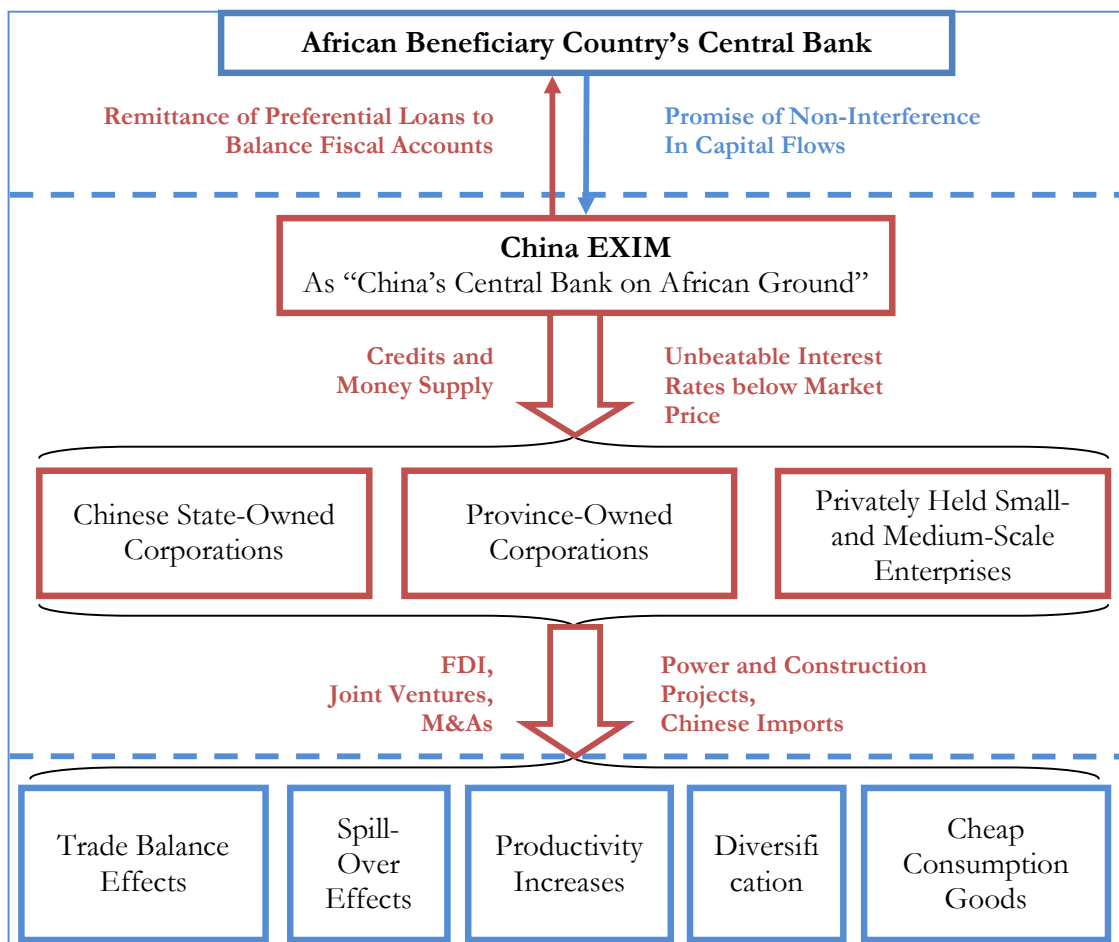 African Beneficiary Country’s Central Bank
Remittance of Preferential Loans to
Balance Fiscal Accounts
Promise of Non-Interference
In Capital Flows
China EXIM
As “China’s Central Bank on African Ground”
Credits and
Money Supply
Unbeatable Interest
Rates below Market
Price
Chinese State-Owned
Corporations
Province-Owned
Corporations
Privately Held Small-
and Medium-Scale
Enterprises
FDI,
Joint Ventures,
M&As
Power and Construction
Projects,
Chinese Imports
Trade Balance
Effects
Spill-
Over
Effects
Productivity
Increases
Diversifi
cation
Cheap
Consumption
Goods